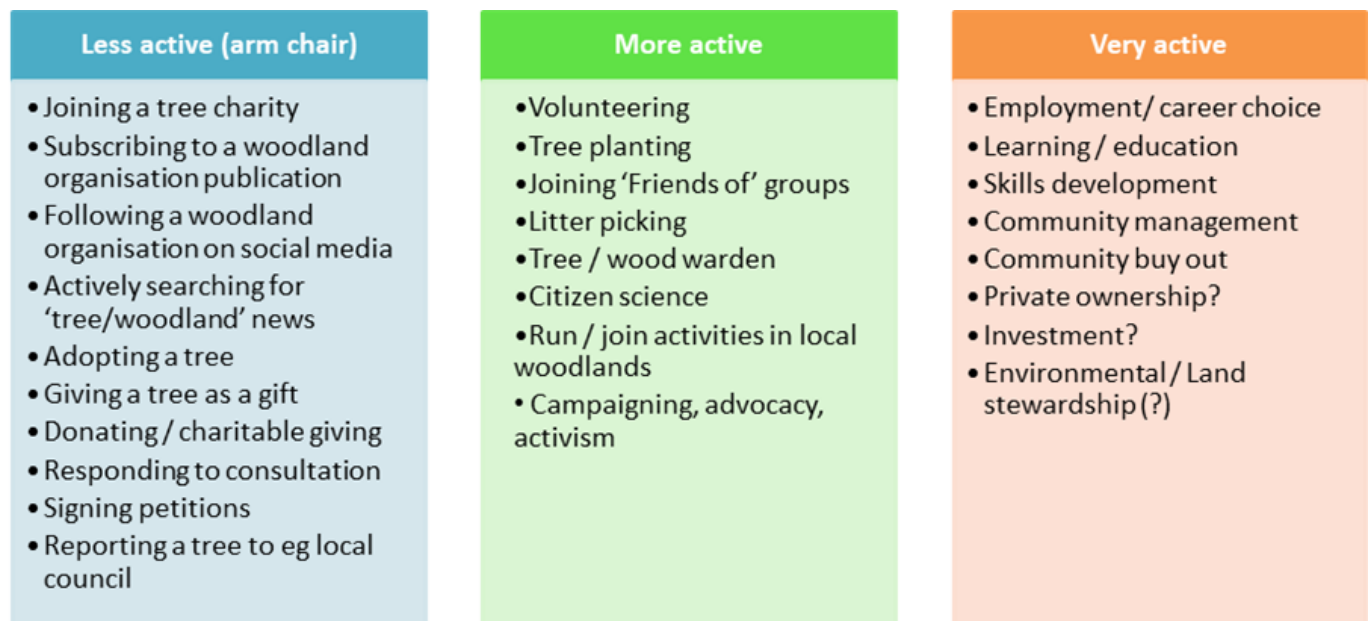 Less active (arm chair)
•Joining a tree charity
•Subscribing to a woodland
organisation publication
•Following a woodland
organisation on social media
•Actively searching for
‘tree/woodland’ news
•Adopting a tree
•Giving a tree as a gift
•Donating / charitable giving
•Responding to consultation
•Signing petitions
•Reporting a tree to eg local
council
More active
•Volunteering
•Tree planting
•Joining ‘Friends of’ groups
•Litter picking
•Tree / wood warden
•Citizen science
•Run / join activities in local
woodlands
• Campaigning, advocacy,
activism
Very active
•Employment/ career choice
•Learning / education
•Skills development
•Community management
•Community buy out
•Private ownership?
•Investment?
•Environmental / Land
stewardship (?)